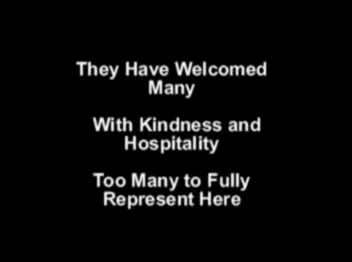 They Have Welcomed
Many
With Kindness and
Hospitality
Too Many to Fully
Represent Here